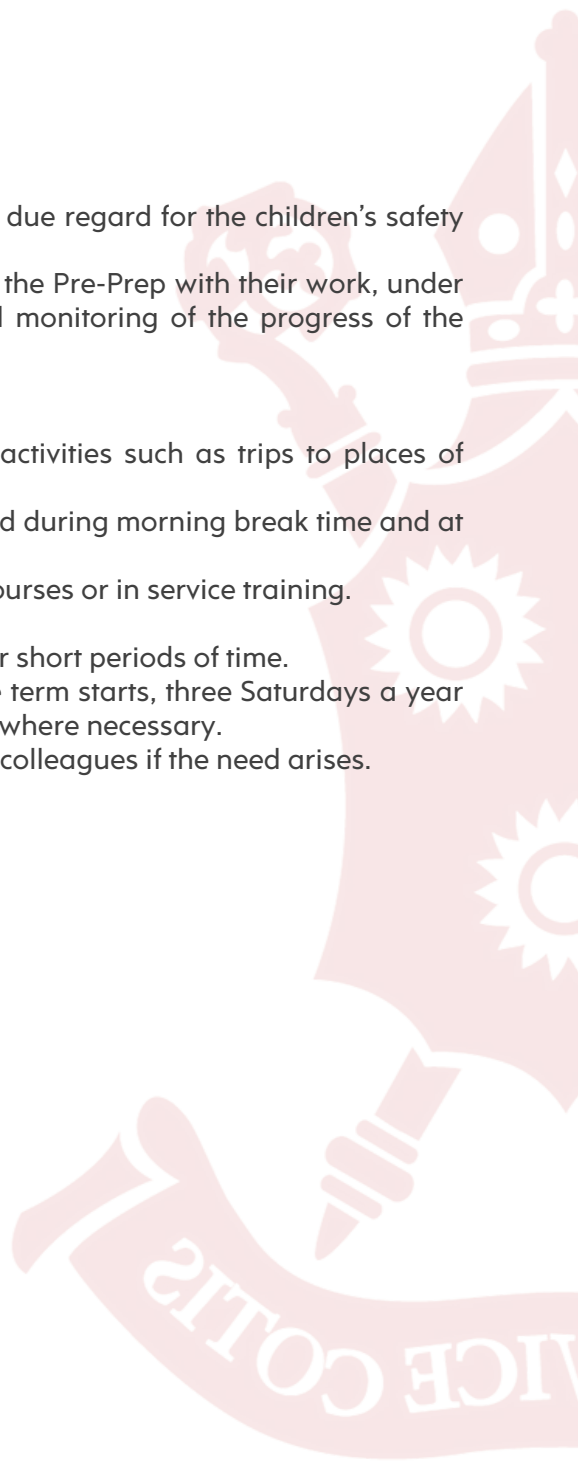 due regard for the children's safety
the Pre-Prep with their work, under
monitoring of the progress of the
activities such as trips to places of
during morning break time and at
or in service training.
short periods of time.
term starts, three Saturdays a year
where necessary.
colleagues if the need arises.
VICE COTIS